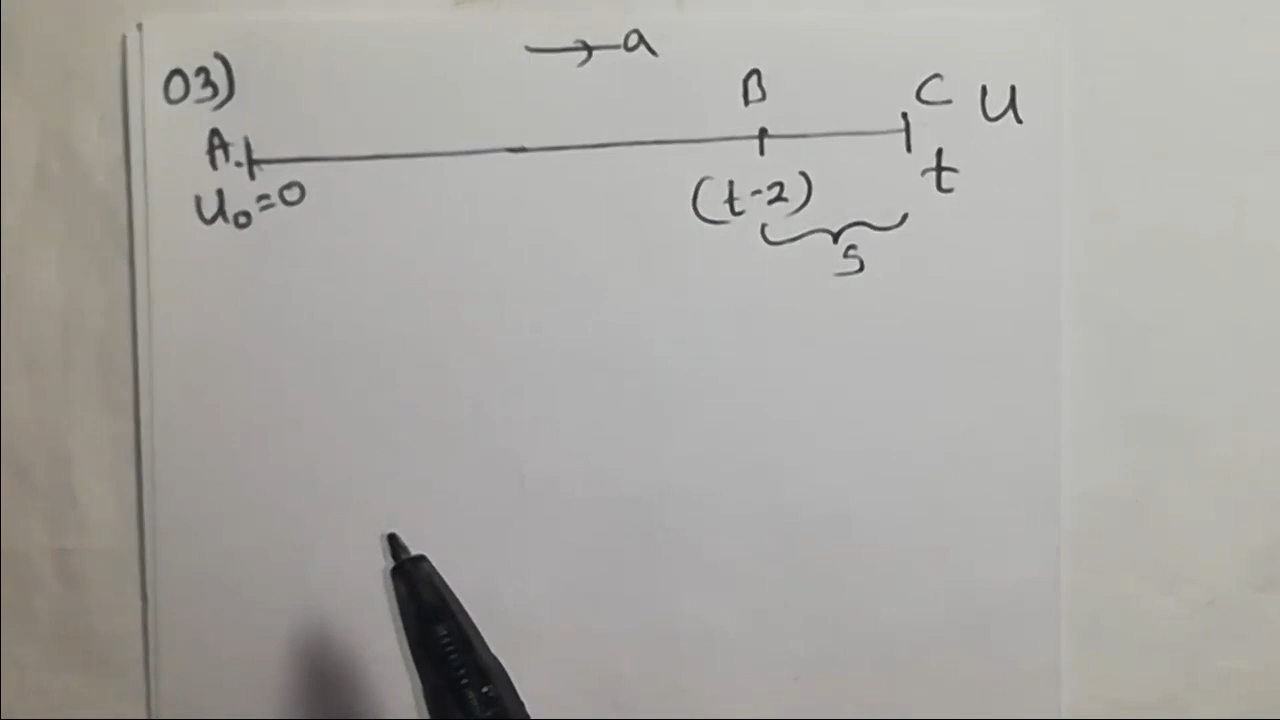 03) → a
A B C u
u₀=0 (t-2) t
s